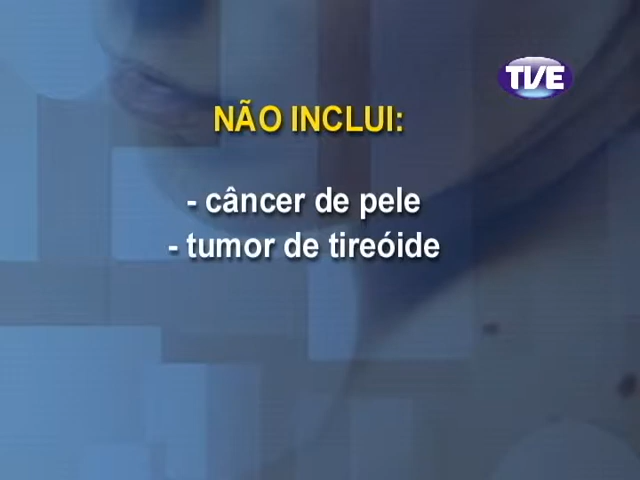 TVE
NÃO INCLUI:
- câncer de pele
- tumor de tireóide